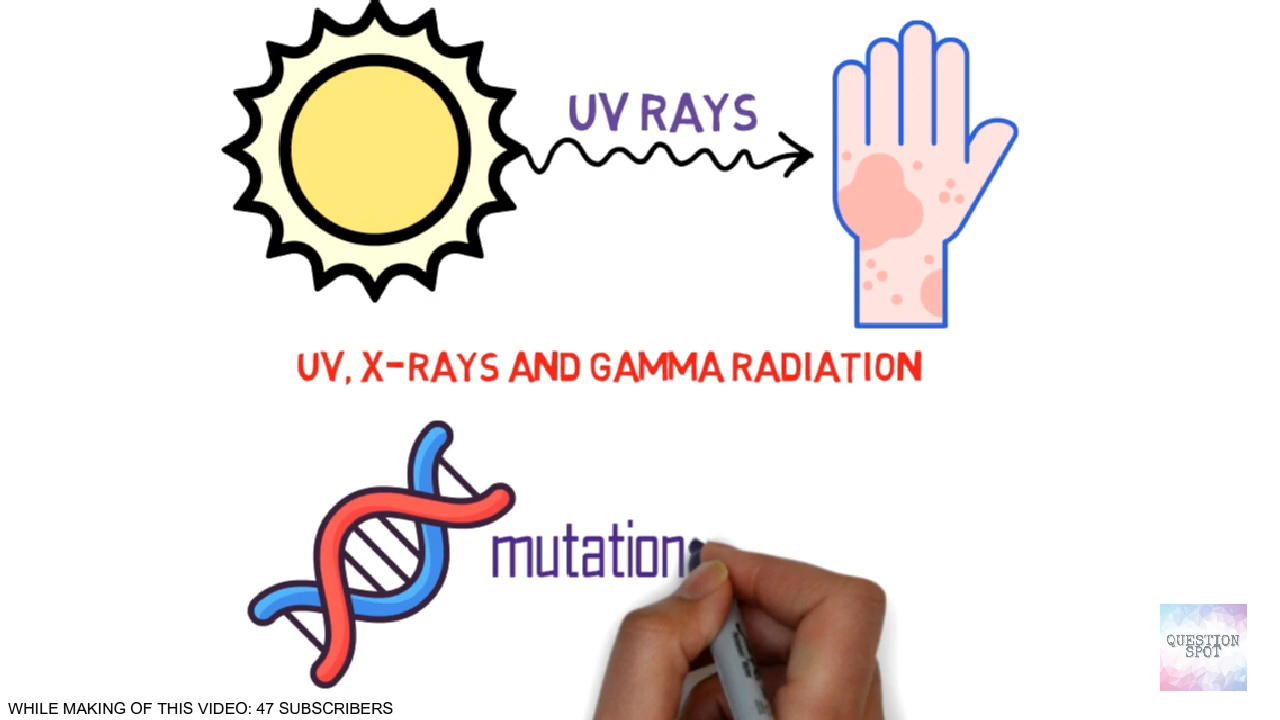 UV RAYS
UV, X-RAYS AND GAMMA RADIATION
mutation
QUESTION
SPOT
WHILE MAKING OF THIS VIDEO: 47 SUBSCRIBERS